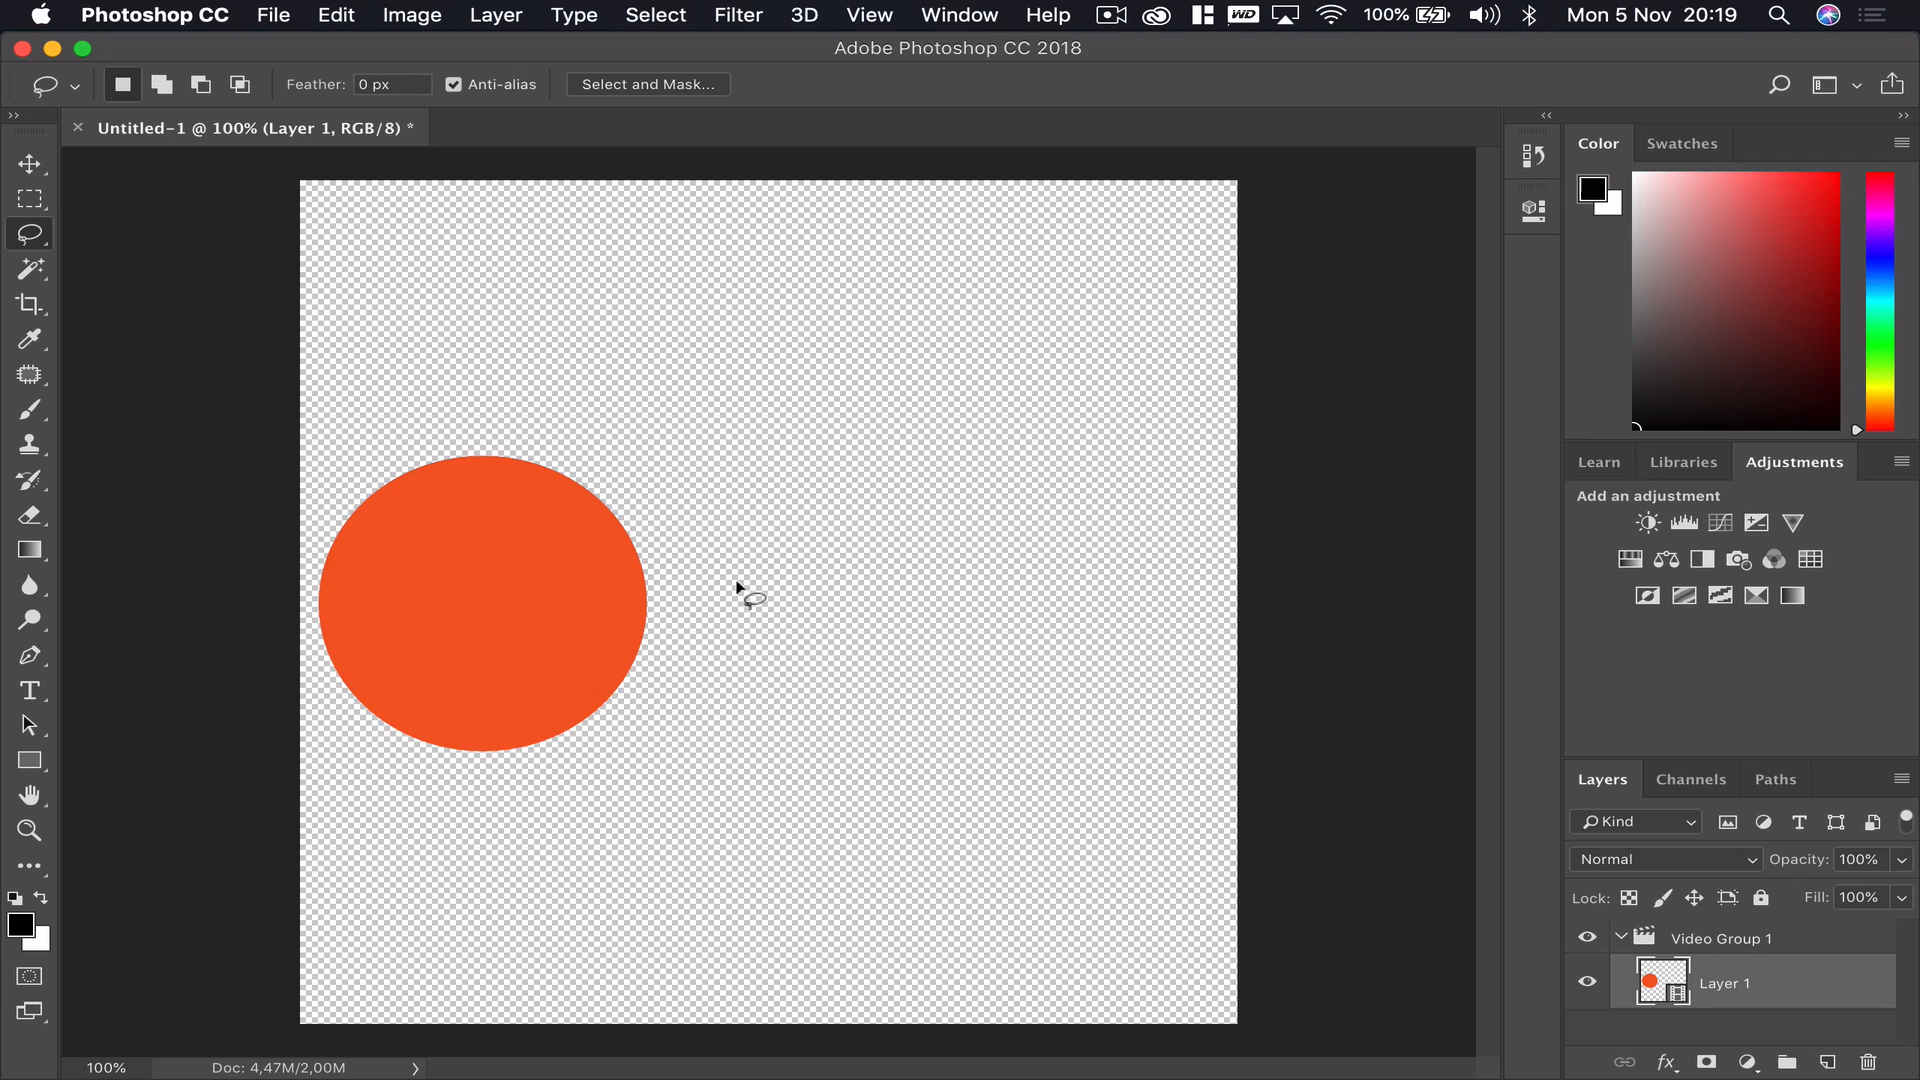 Photoshop CC File Edit Image Layer Type Select Filter 3D View Window Help WD 100% Mon 5 Nov 20:19
Adobe Photoshop CC 2018
Feather: 0 px Anti-alias Select and Mask...
Untitled-1 @ 100% (Layer 1, RGB/8) *
Color Swatches
Learn Libraries Adjustments
Add an adjustment
Layers Channels Paths
Kind
Normal Opacity: 100%
Lock: Fill: 100%
Video Group 1
Layer 1
fx
100% Doc: 4,47M/2,00M